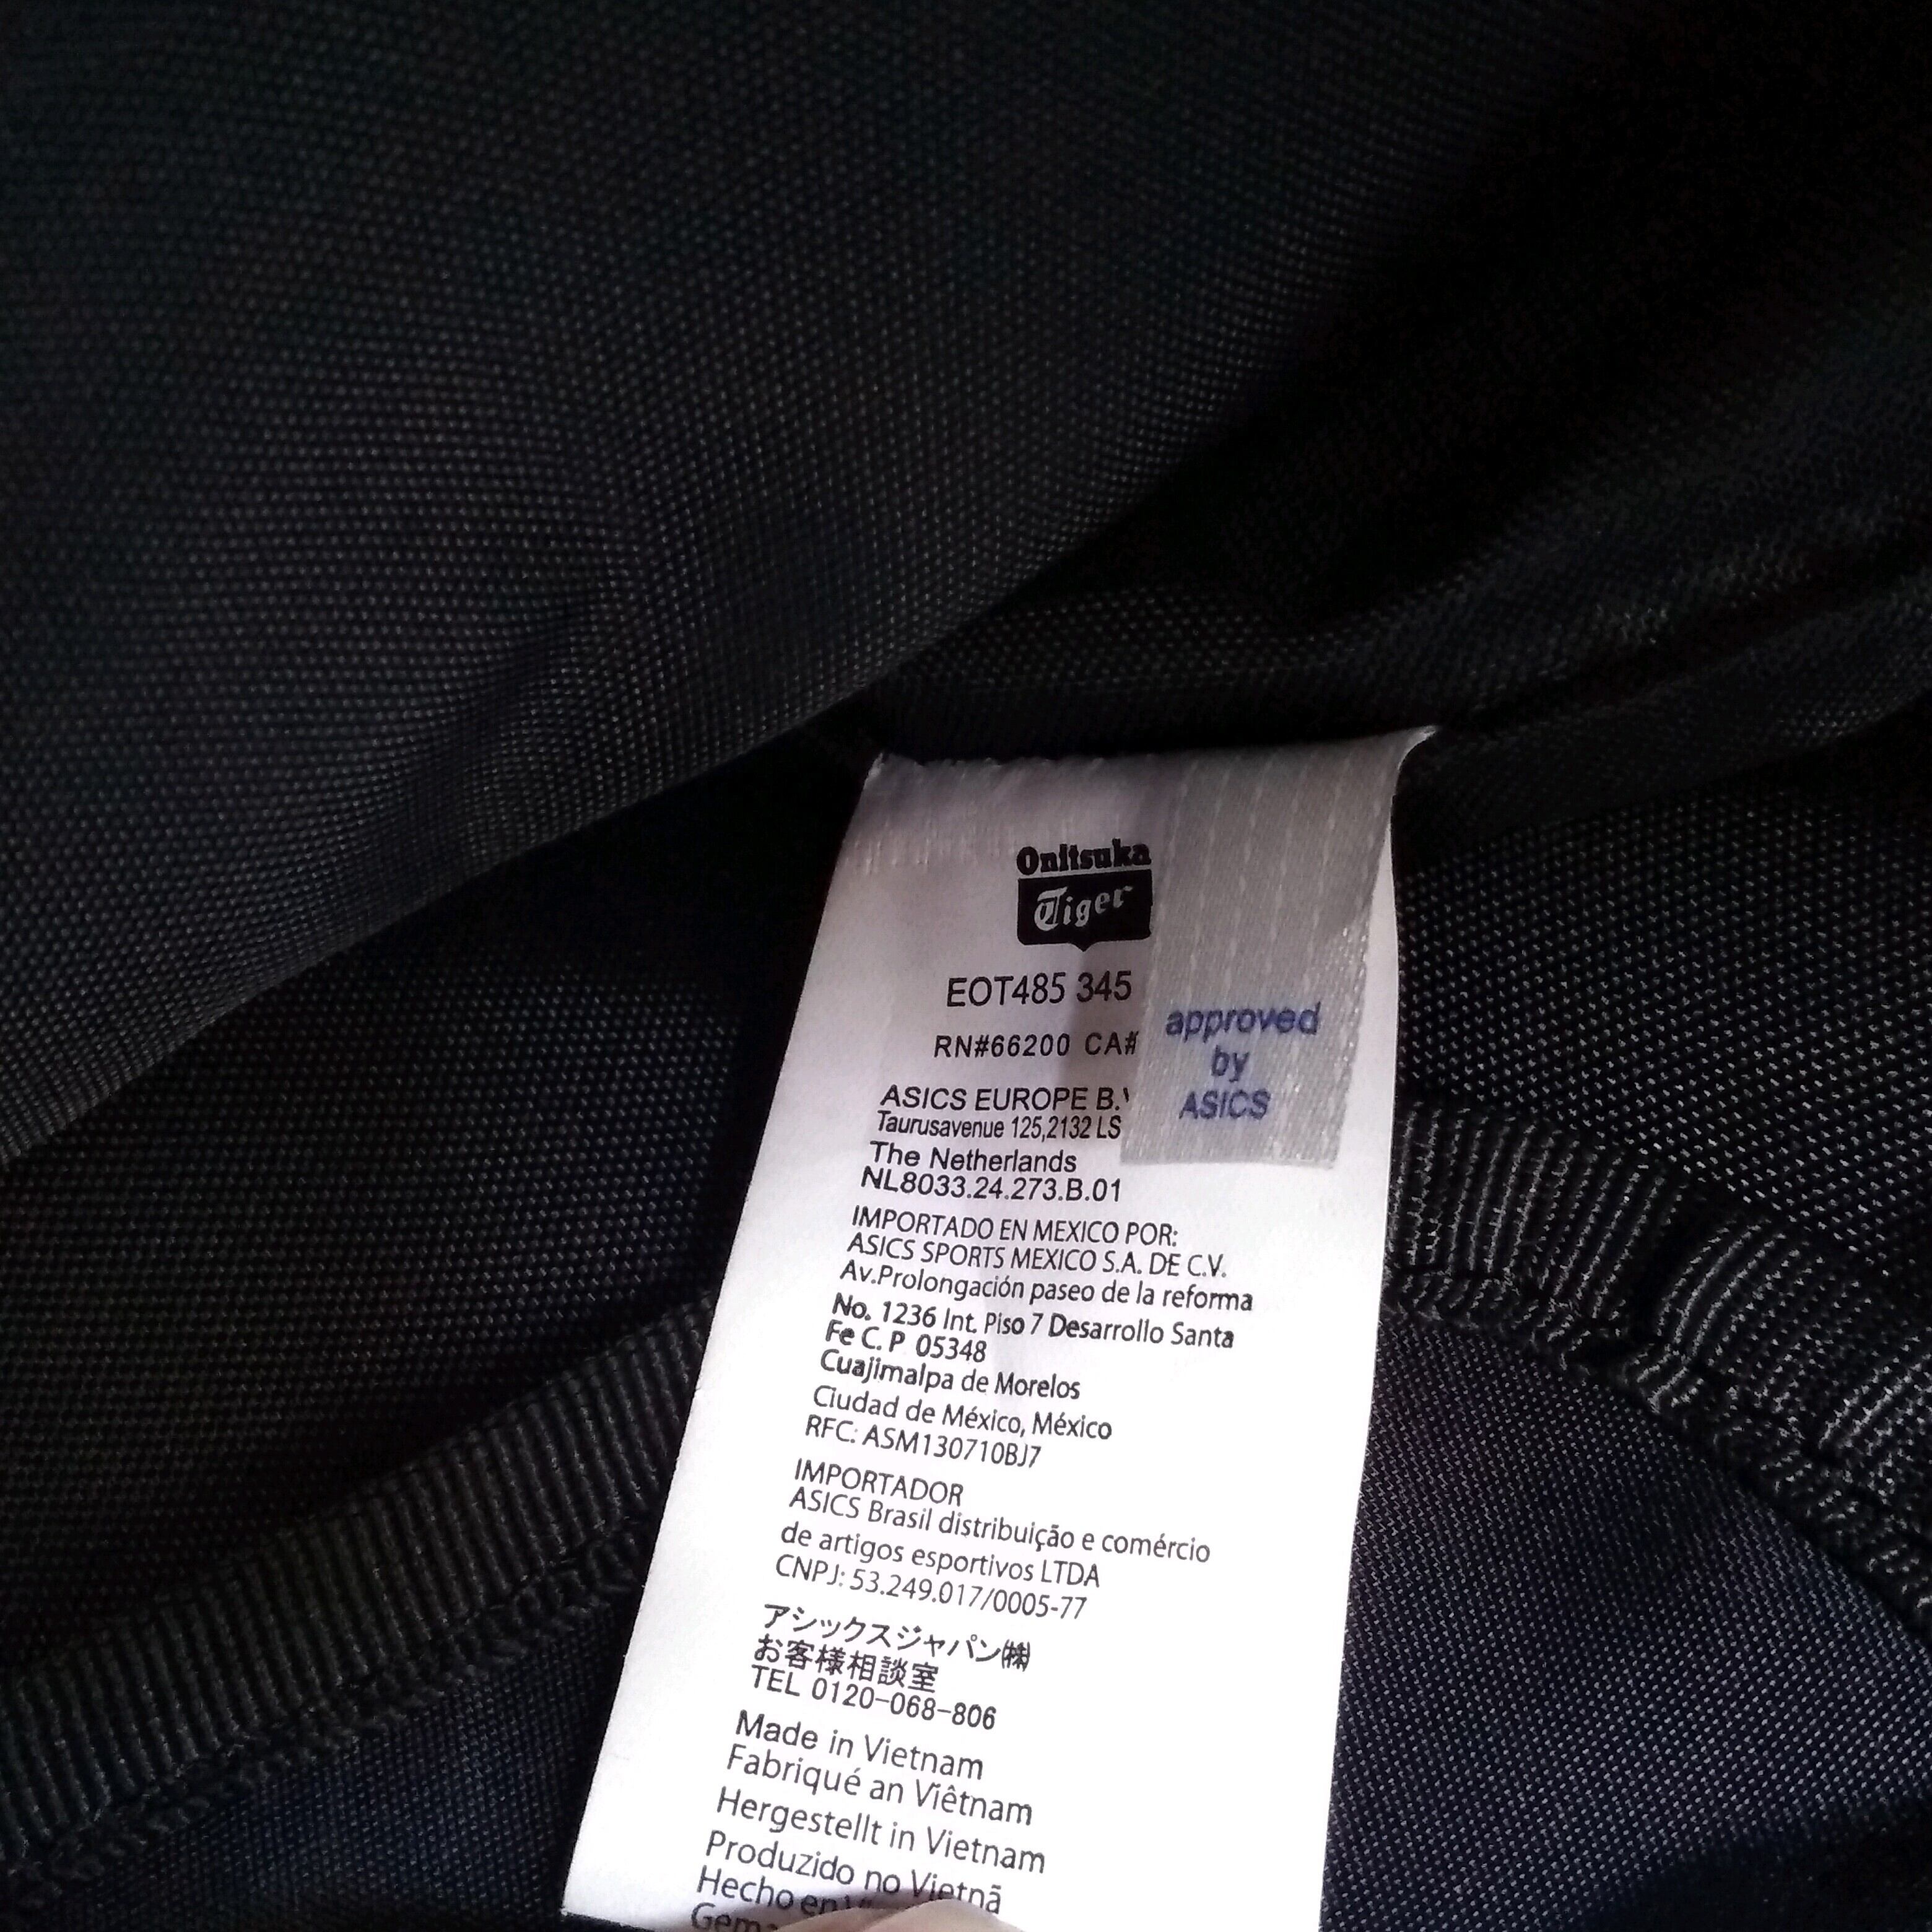 Onitsuka
Tiger
EOT485 345
RN#66200 CA#
approved
by
ASICS
ASICS EUROPE B.
Taurusavenue 125,2132 LS
The Netherlands
NL8033.24.273.B.01
IMPORTADO EN MEXICO POR:
ASICS SPORTS MEXICO S.A. DE C.V.
Av.Prolongación paseo de la reforma
No. 1236 Int. Piso 7 Desarrollo Santa
Fe C. P 05348
Cuajimalpa de Morelos
Ciudad de México, México
RFC: ASM130710BJ7
IMPORTADOR
ASICS Brasil distribuição e comércio
de artigos esportivos LTDA
CNPJ: 53.249.017/0005-77
アシックスジャパン㈱
お客様相談室
TEL 0120-068-806
Made in Vietnam
Fabriqué an Viêtnam
Hergestellt in Vietnam
Produzido no Vietnã
Hecho en